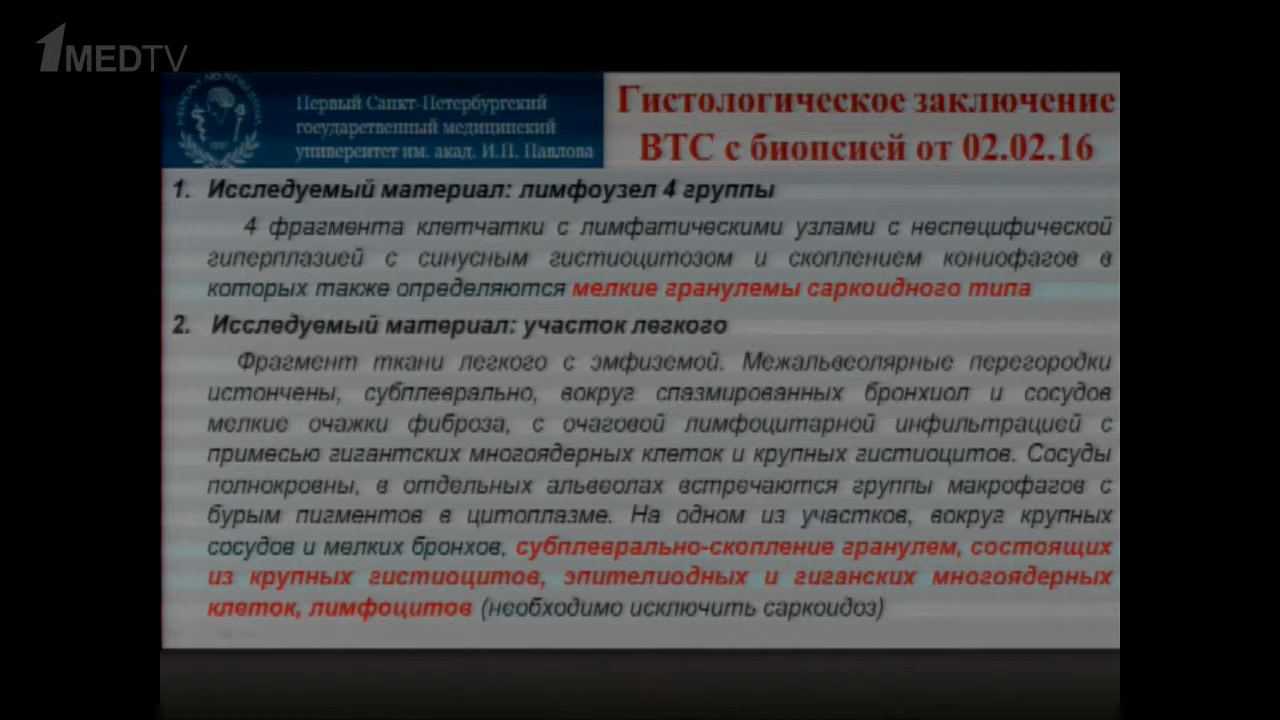 1MEDTV
Первый Санкт-Петербургский
государственный медицинский
университет им. акад. И.П. Павлова
Гистологическое заключение
ВТС с биопсией от 02.02.16
1. Исследуемый материал: лимфоузел 4 группы
4 фрагмента клетчатки с лимфатическими узлами с неспецифической
гиперплазией с синусным гистиоцитозом и скоплением кониофагов в
которых также определяются мелкие гранулемы саркоидного типа
2. Исследуемый материал: участок легкого
Фрагмент ткани легкого с эмфиземой. Межальвеолярные перегородки
истончены, субплеврально, вокруг спазмированных бронхиол и сосудов
мелкие очажки фиброза, с очаговой лимфоцитарной инфильтрацией с
примесью гигантских многоядерных клеток и крупных гистиоцитов. Сосуды
полнокровны, в отдельных альвеолах встречаются группы макрофагов с
бурым пигментов в цитоплазме. На одном из участков, вокруг крупных
сосудов и мелких бронхов, субплеврально-скопление гранулем, состоящих
из крупных гистиоцитов, эпителиодных и гиганских многоядерных
клеток, лимфоцитов (необходимо исключить саркоидоз)